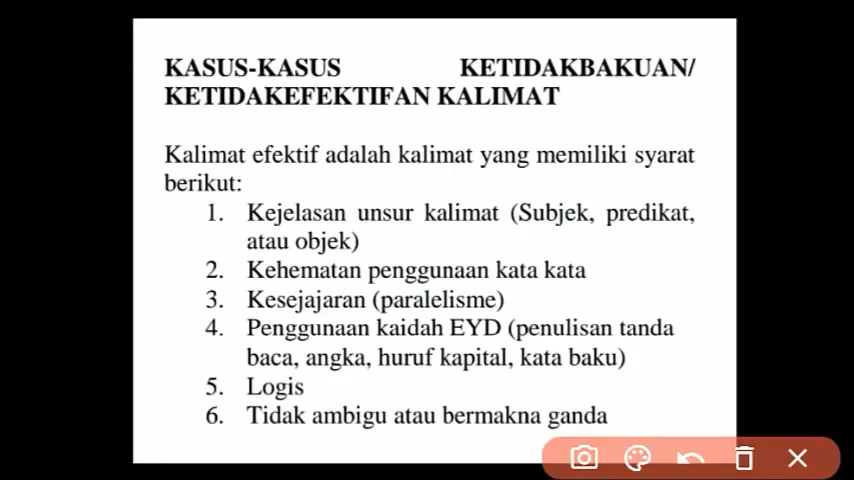 KASUS-KASUS KETIDAKBAKUAN/
KETIDAKEFEKTIFAN KALIMAT
Kalimat efektif adalah kalimat yang memiliki syarat
berikut:
1. Kejelasan unsur kalimat (Subjek, predikat,
atau objek)
2. Kehematan penggunaan kata kata
3. Kesejajaran (paralelisme)
4. Penggunaan kaidah EYD (penulisan tanda
baca, angka, huruf kapital, kata baku)
5. Logis
6. Tidak ambigu atau bermakna ganda